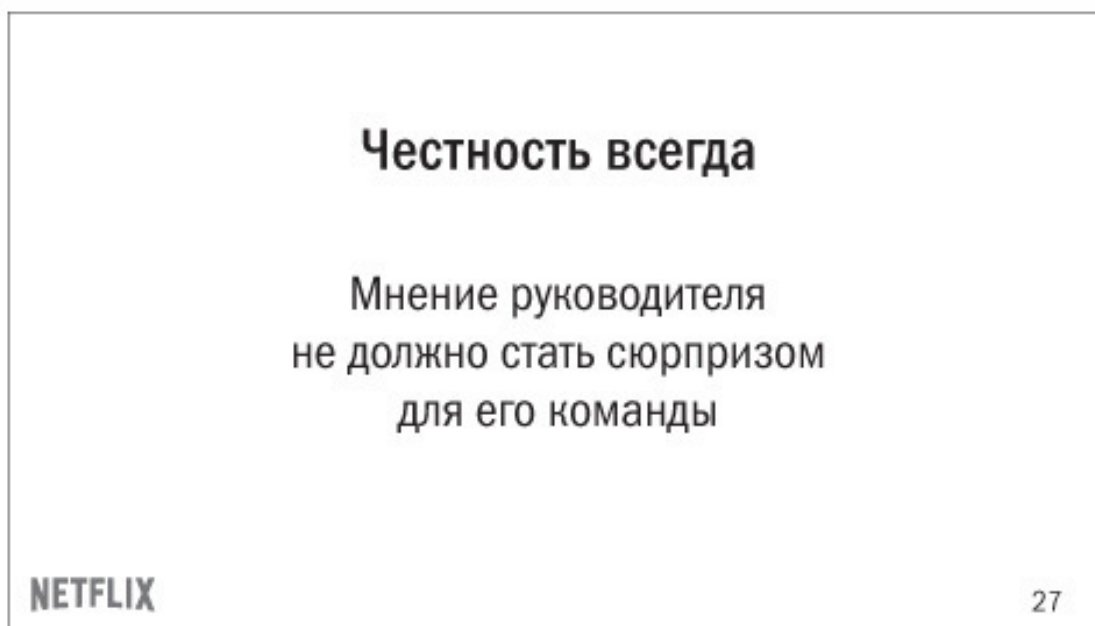 Честность всегда
Мнение руководителя
не должно стать сюрпризом
для его команды
NETFLIX
27